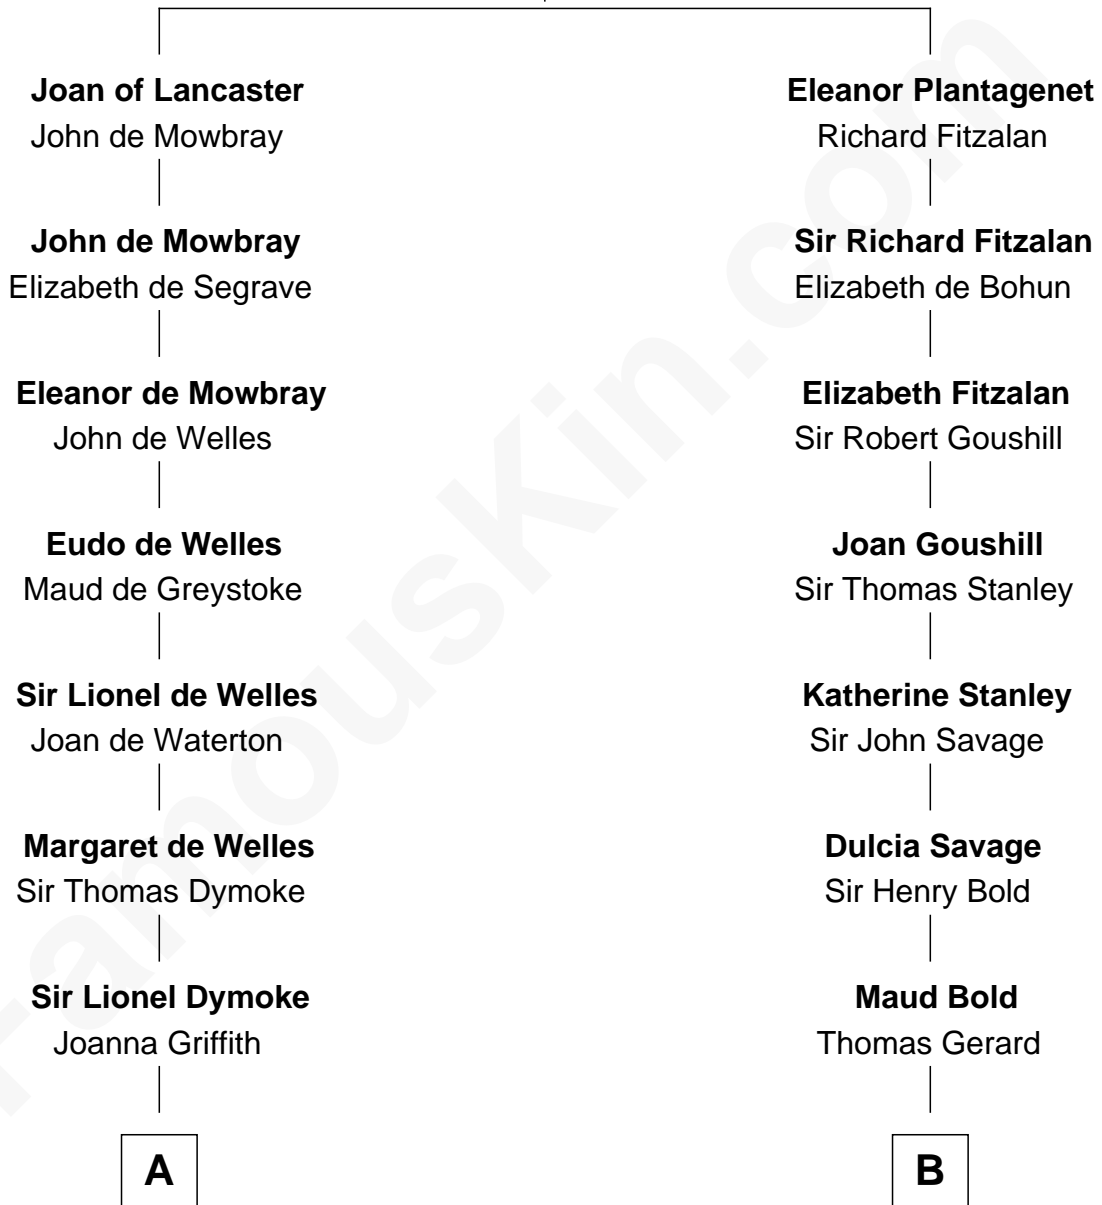 Joan of Lancaster
John de Mowbray
Eleanor Plantagenet
Richard Fitzalan
John de Mowbray
Elizabeth de Segrave
Sir Richard Fitzalan
Elizabeth de Bohun
Eleanor de Mowbray
John de Welles
Elizabeth Fitzalan
Sir Robert Goushill
Eudo de Welles
Maud de Greystoke
Joan Goushill
Sir Thomas Stanley
Sir Lionel de Welles
Joan de Waterton
Katherine Stanley
Sir John Savage
Margaret de Welles
Sir Thomas Dymoke
Dulcia Savage
Sir Henry Bold
Sir Lionel Dymoke
Joanna Griffith
Maud Bold
Thomas Gerard
A
B
FamousKin.com